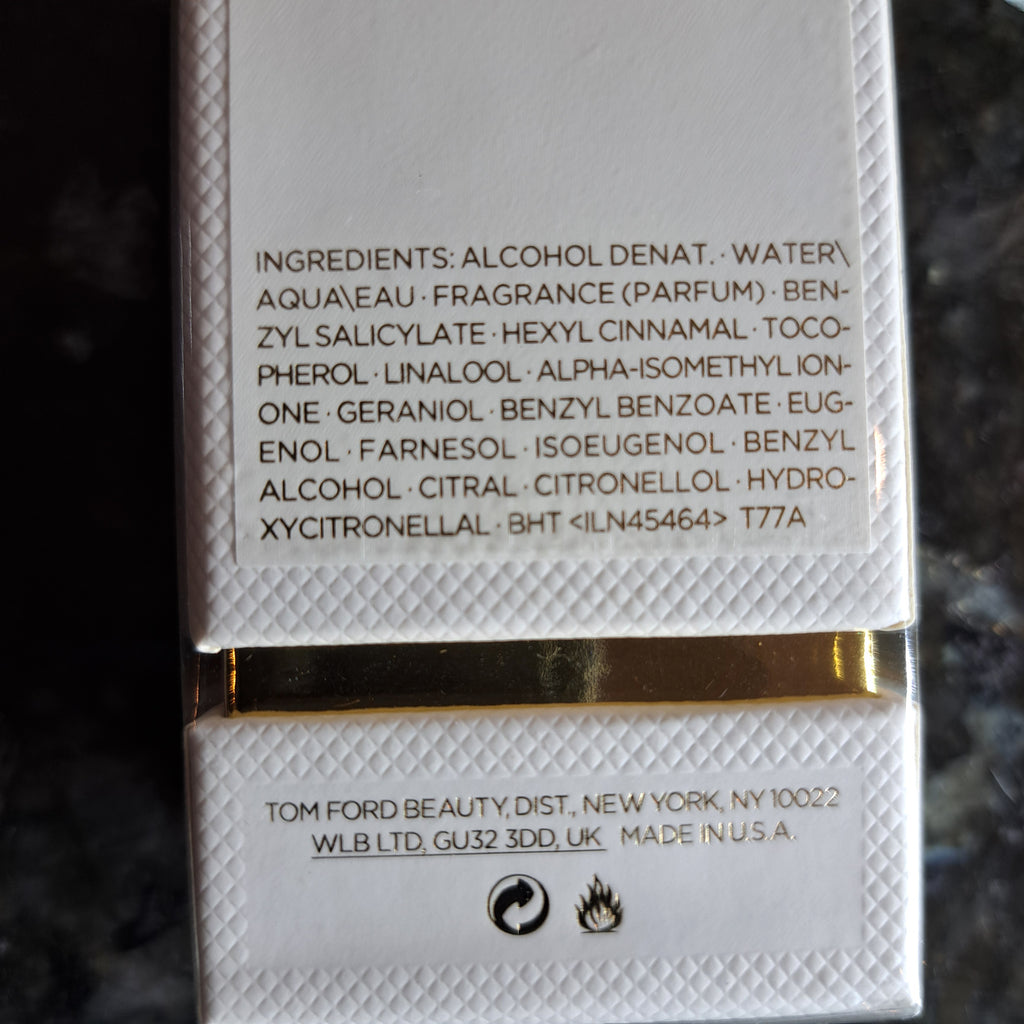 INGREDIENTS: ALCOHOL DENAT. · WATER\
AQUA\EAU · FRAGRANCE (PARFUM) · BEN-
ZYL SALICYLATE · HEXYL CINNAMAL · TOCO-
PHEROL · LINALOOL · ALPHA-ISOMETHYL ION-
ONE · GERANIOL · BENZYL BENZOATE · EUG-
ENOL · FARNESOL · ISOEUGENOL · BENZYL
ALCOHOL · CITRAL · CITRONELLOL · HYDRO-
XYCITRONELLAL · BHT <ILN45464> T77A
TOM FORD BEAUTY, DIST., NEW YORK, NY 10022
WLB LTD, GU32 3DD, UK MADE IN U.S.A.